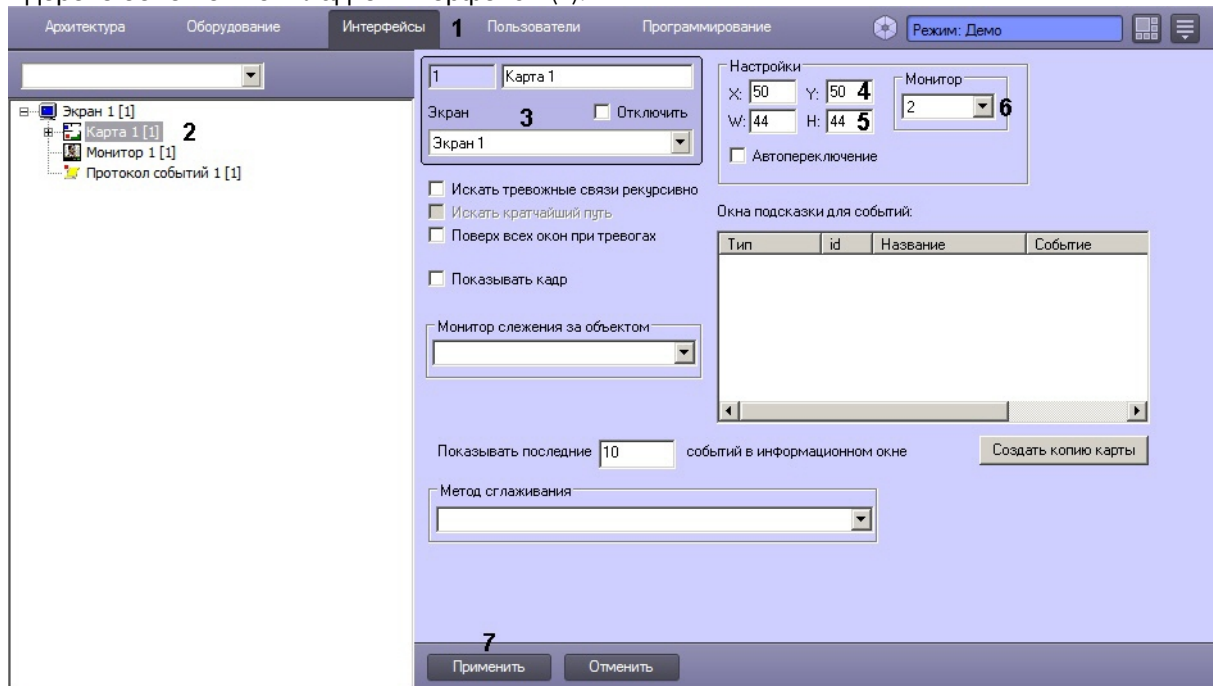 Архитектура Оборудование Интерфейсы 1 Пользователи Программирование Режим: Демо
Экран 1 [1]
Карта 1 [1] 2
Монитор 1 [1]
Протокол событий 1 [1]
1 Карта 1
Экран 3 Отключить
Экран 1
Искать тревожные связи рекурсивно
Искать кратчайший путь
Поверх всех окон при тревогах
Показывать кадр
Монитор слежения за объектом
Настройки
X: 50 Y: 50 4
W: 44 H: 44 5
Монитор
2 6
Автопереключение
Окна подсказки для событий:
Тип id Название Событие
Показывать последние 10 событий в информационном окне Создать копию карты
Метод сглаживания
7
Применить Отменить